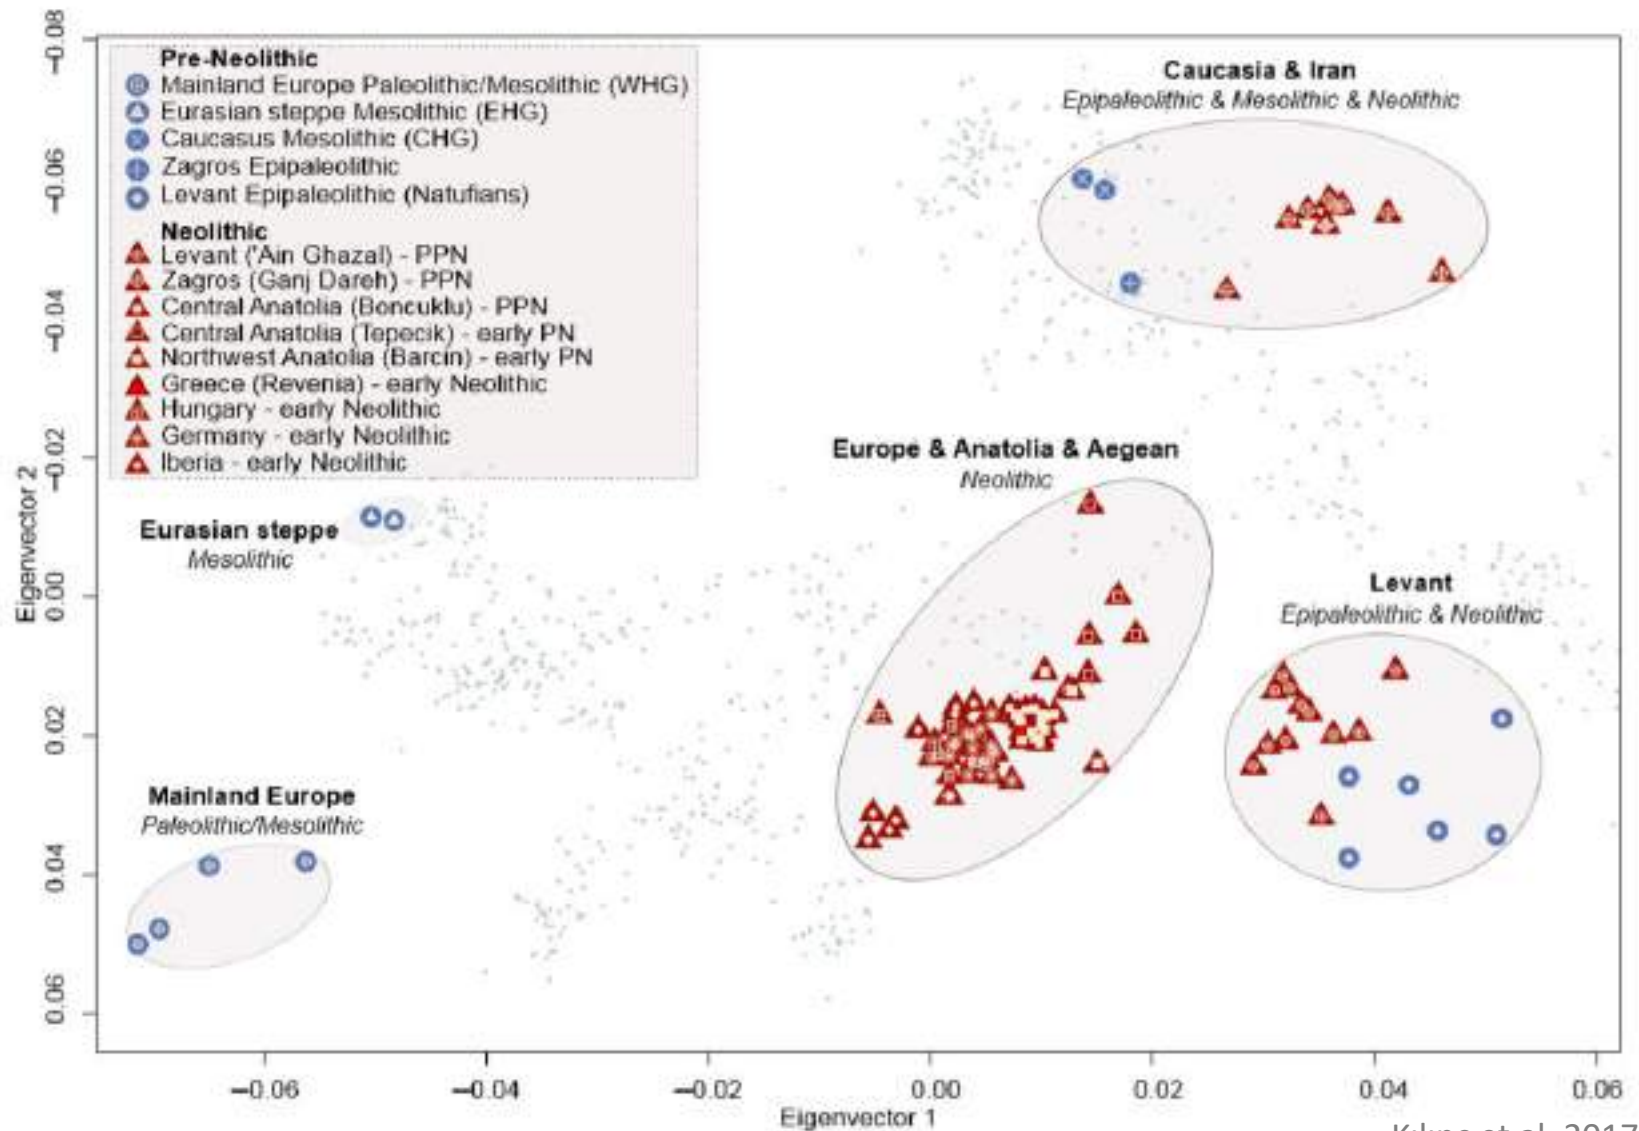 Pre-Neolithic
Mainland Europe Paleolithic/Mesolithic (WHG)
Eurasian steppe Mesolithic (EHG)
Caucasus Mesolithic (CHG)
Zagros Epipaleolithic
Levant Epipaleolithic (Natufians)
Neolithic
Levant ('Ain Ghazal) - PPN
Zagros (Ganj Dareh) - PPN
Central Anatolia (Boncuklu) - PPN
Central Anatolia (Tepecik) - early PN
Northwest Anatolia (Barcin) - early PN
Greece (Revenia) - early Neolithic
Hungary - early Neolithic
Germany - early Neolithic
Iberia - early Neolithic
Caucasia & Iran
Epipaleolithic & Mesolithic & Neolithic
Europe & Anatolia & Aegean
Neolithic
Eurasian steppe
Mesolithic
Levant
Epipaleolithic & Neolithic
Mainland Europe
Paleolithic/Mesolithic
Eigenvector 2
−0.08
−0.06
−0.04
−0.02
0.00
0.02
0.04
0.06
−0.06
−0.04
−0.02
0.00
0.02
0.04
0.06
Eigenvector 1
et al. 2017